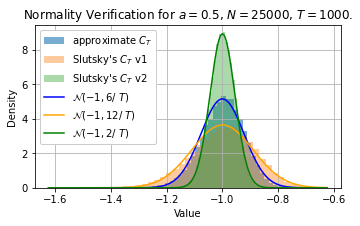 Normality Verification for a = 0.5, N = 25000, T = 1000.
approximate C_T
Slutsky's C_T v1
Slutsky's C_T v2
𝒩(−1, 6/ T)
𝒩(−1, 12/ T)
𝒩(−1, 2/ T)
Density
8
6
4
2
0
−1.6 −1.4 −1.2 −1.0 −0.8 −0.6
Value